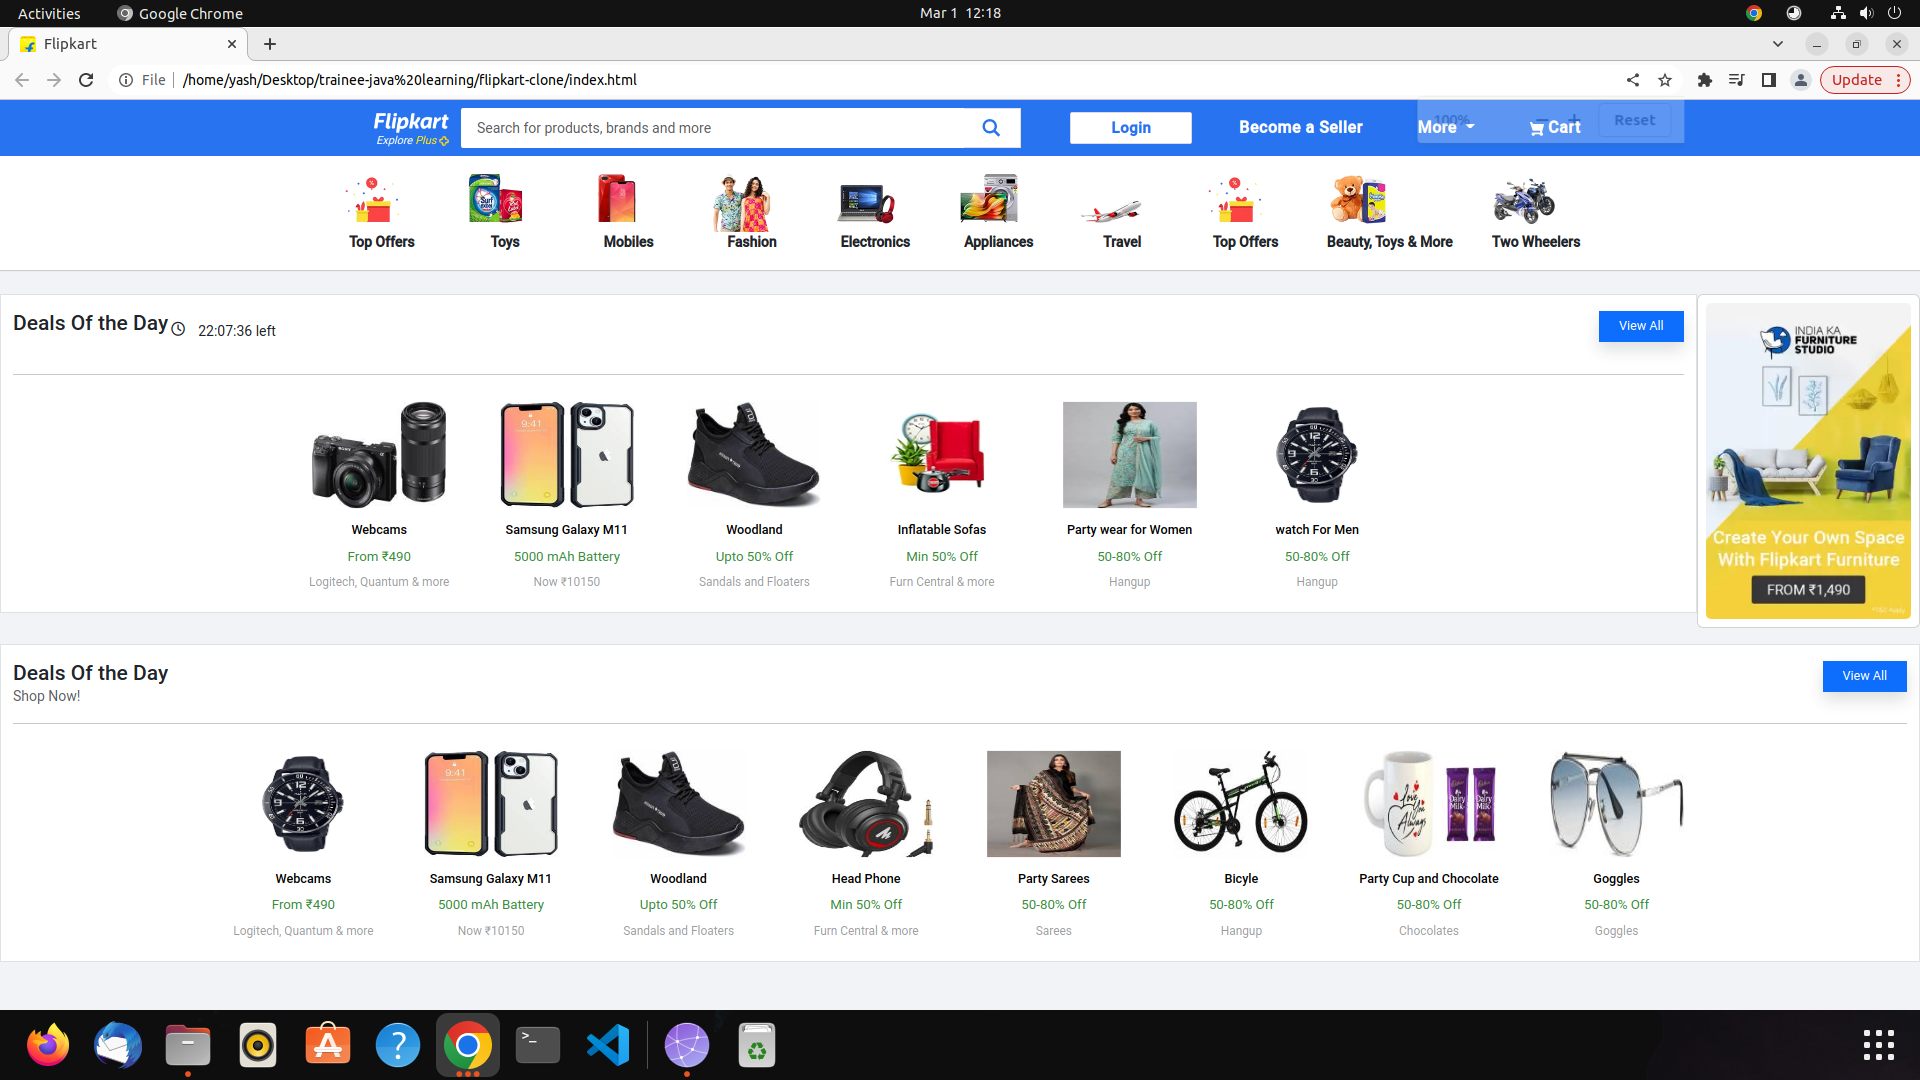 Activities
Google Chrome
Mar 1 12:18
Flipkart
File
/home/yash/Desktop/trainee-java%20learning/flipkart-clone/index.html
Update
Flipkart
Explore Plus
Search for products, brands and more
Login
Become a Seller
More
100%
Reset
Cart
Top Offers
Toys
Mobiles
Fashion
Electronics
Appliances
Travel
Top Offers
Beauty, Toys & More
Two Wheelers
Deals Of the Day
22:07:36 left
View All
Webcams
Samsung Galaxy M11
Woodland
Inflatable Sofas
Party wear for Women
watch For Men
From ₹490
5000 mAh Battery
Upto 50% Off
Min 50% Off
50-80% Off
50-80% Off
Logitech, Quantum & more
Now ₹10150
Sandals and Floaters
Furn Central & more
Hangup
Hangup
INDIA KA
FURNITURE
STUDIO
Create Your Own Space
With Flipkart Furniture
FROM ₹1,490
Deals Of the Day
Shop Now!
View All
Webcams
Samsung Galaxy M11
Woodland
Head Phone
Party Sarees
Bicyle
Party Cup and Chocolate
Goggles
From ₹490
5000 mAh Battery
Upto 50% Off
Min 50% Off
50-80% Off
50-80% Off
50-80% Off
50-80% Off
Logitech, Quantum & more
Now ₹10150
Sandals and Floaters
Furn Central & more
Sarees
Hangup
Chocolates
Goggles